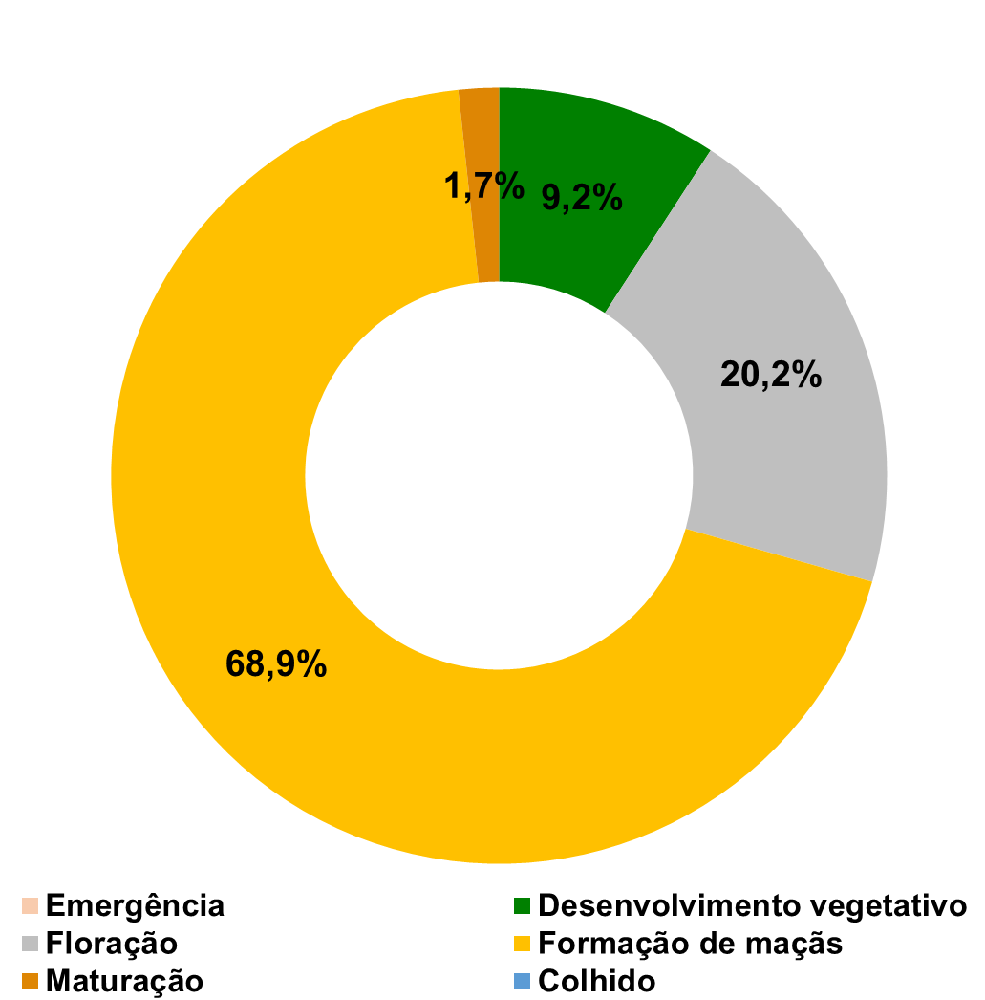 1,7%
9,2%
20,2%
68,9%
Emergência
Desenvolvimento vegetativo
Floração
Formação de maçãs
Maturação
Colhido